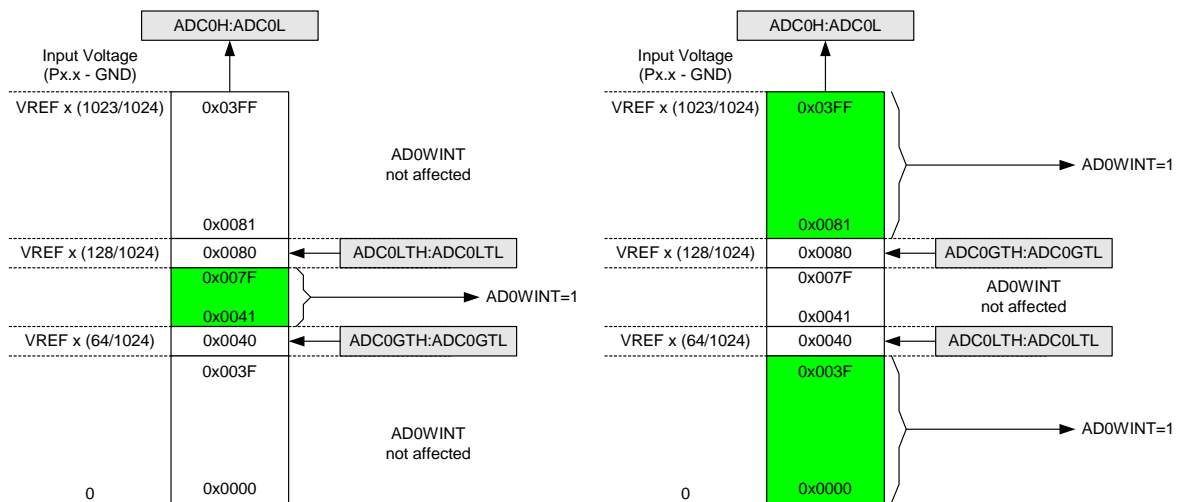 ADC0H:ADC0L
Input Voltage
(Px.x - GND)
VREF x (1023/1024)
0x03FF
AD0WINT
not affected
0x0081
VREF x (128/1024)
0x0080
ADC0LTH:ADC0LTL
0x007F
AD0WINT=1
0x0041
VREF x (64/1024)
0x0040
ADC0GTH:ADC0GTL
0x003F
AD0WINT
not affected
0
0x0000
ADC0H:ADC0L
Input Voltage
(Px.x - GND)
VREF x (1023/1024)
0x03FF
AD0WINT=1
0x0081
VREF x (128/1024)
0x0080
ADC0GTH:ADC0GTL
0x007F
AD0WINT
not affected
0x0041
VREF x (64/1024)
0x0040
ADC0LTH:ADC0LTL
0x003F
AD0WINT=1
0
0x0000